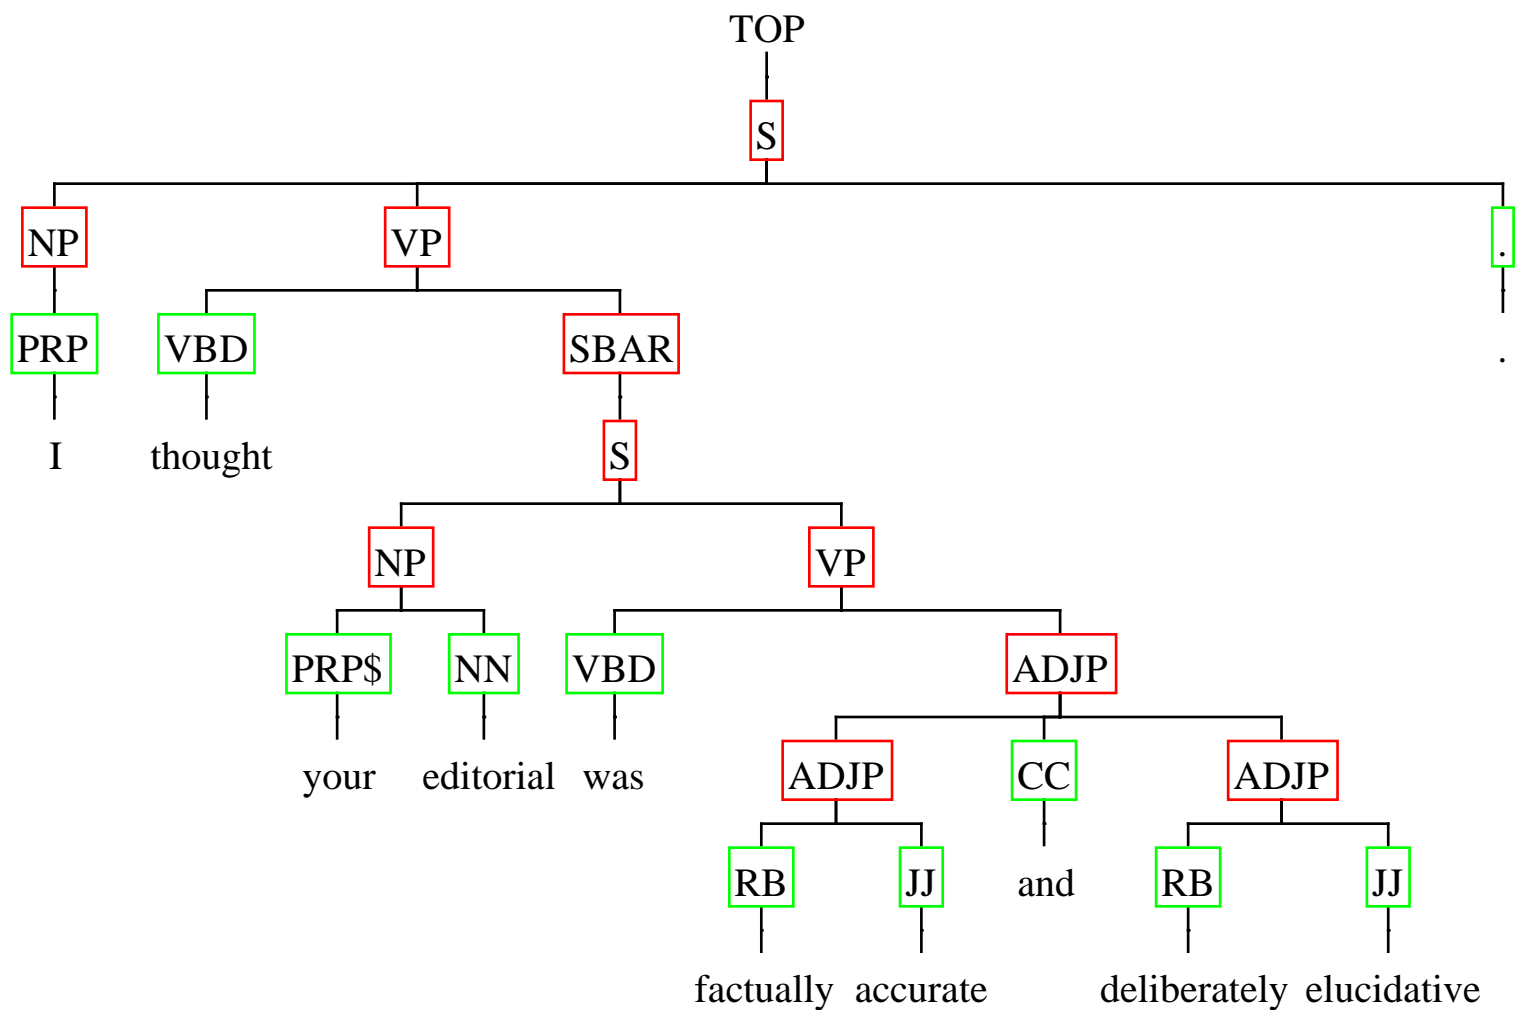 TOP
S
NP VP .
PRP VBD SBAR .
I thought S
NP VP
PRP$ NN VBD ADJP
your editorial was ADJP CC ADJP
RB JJ and RB JJ
factually accurate deliberately elucidative